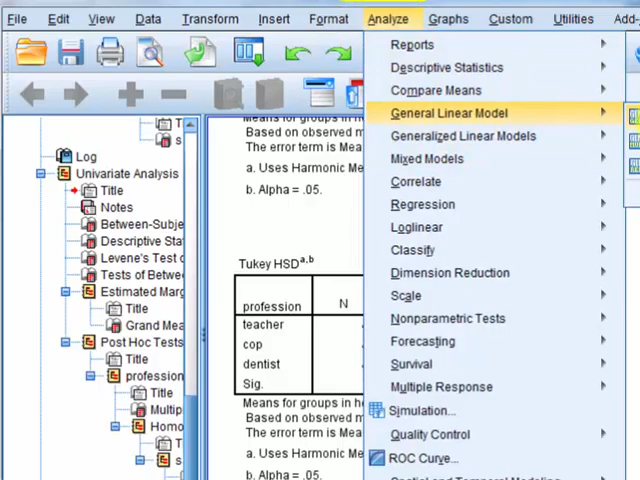 File Edit View Data Transform Insert Format Analyze Graphs Custom Utilities Add-
Reports
Descriptive Statistics
Compare Means
General Linear Model
Generalized Linear Models
Mixed Models
Correlate
Regression
Loglinear
Classify
Dimension Reduction
Scale
Nonparametric Tests
Forecasting
Survival
Multiple Response
Simulation...
Quality Control
ROC Curve...
Spatial and Temporal Modeling
T
s
Log
Univariate Analysis
Title
Notes
Between-Subje
Descriptive Stat
Levene's Test o
Tests of Betwe
Estimated Marg
Title
Grand Mea
Post Hoc Tests
Title
profession
Title
Multip
Homo
T
s
Means for groups in h
Based on observed m
The error term is Mea
a. Uses Harmonic Me
b. Alpha = .05.
Tukey HSDa,b
profession N
teacher
cop
dentist
Sig.
Means for groups in h
Based on observed m
The error term is Mea
a. Uses Harmonic Me
b. Alpha = .05.